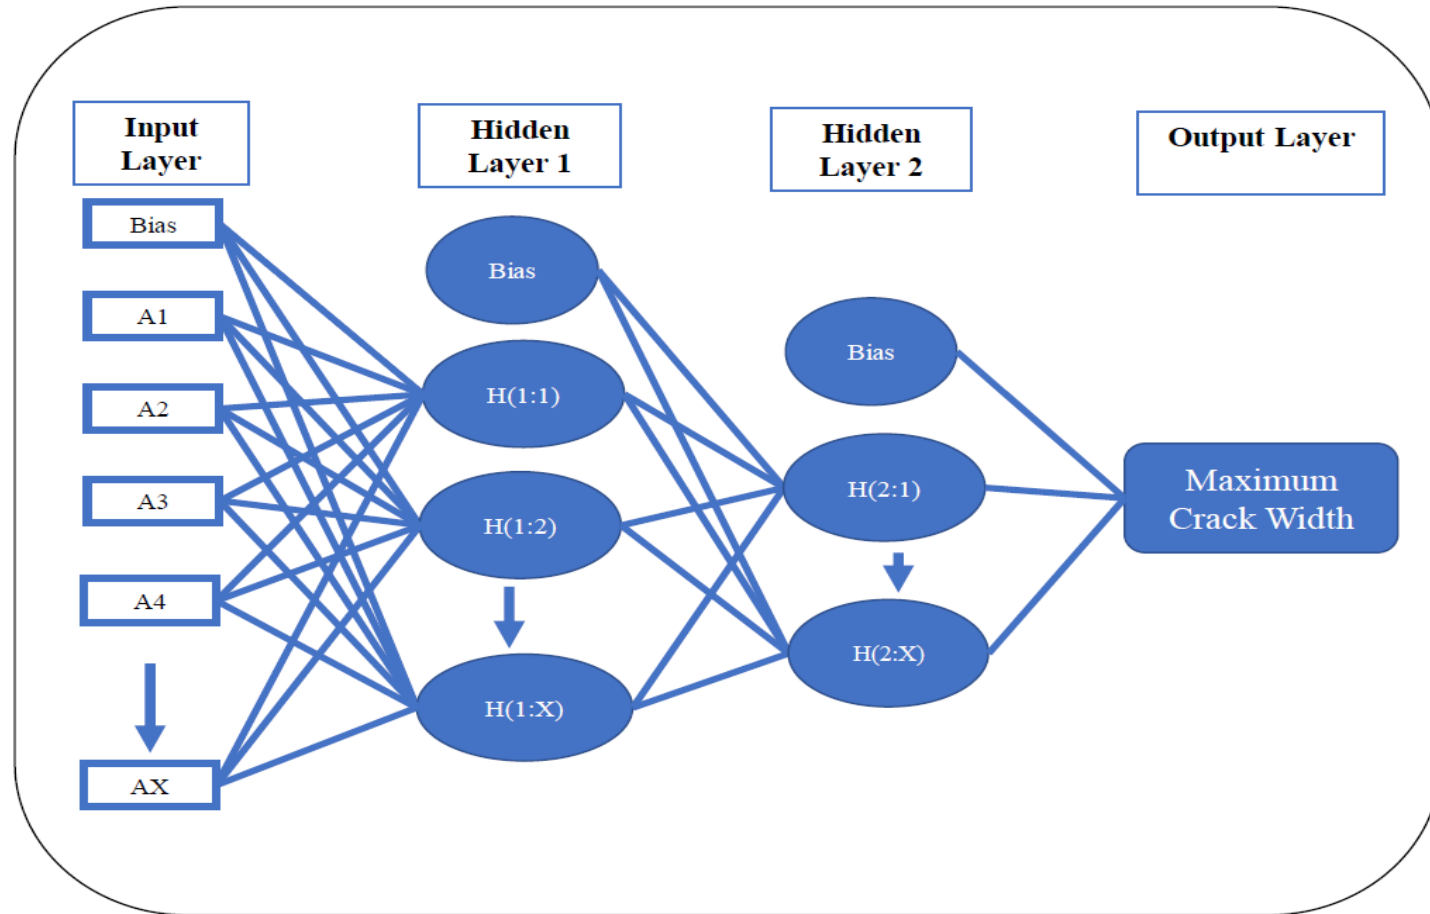 Input
Layer
Bias
A1
A2
A3
A4
AX
Hidden
Layer 1
Bias
H(1:1)
H(1:2)
H(1:X)
Hidden
Layer 2
Bias
H(2:1)
H(2:X)
Output Layer
Maximum
Crack Width